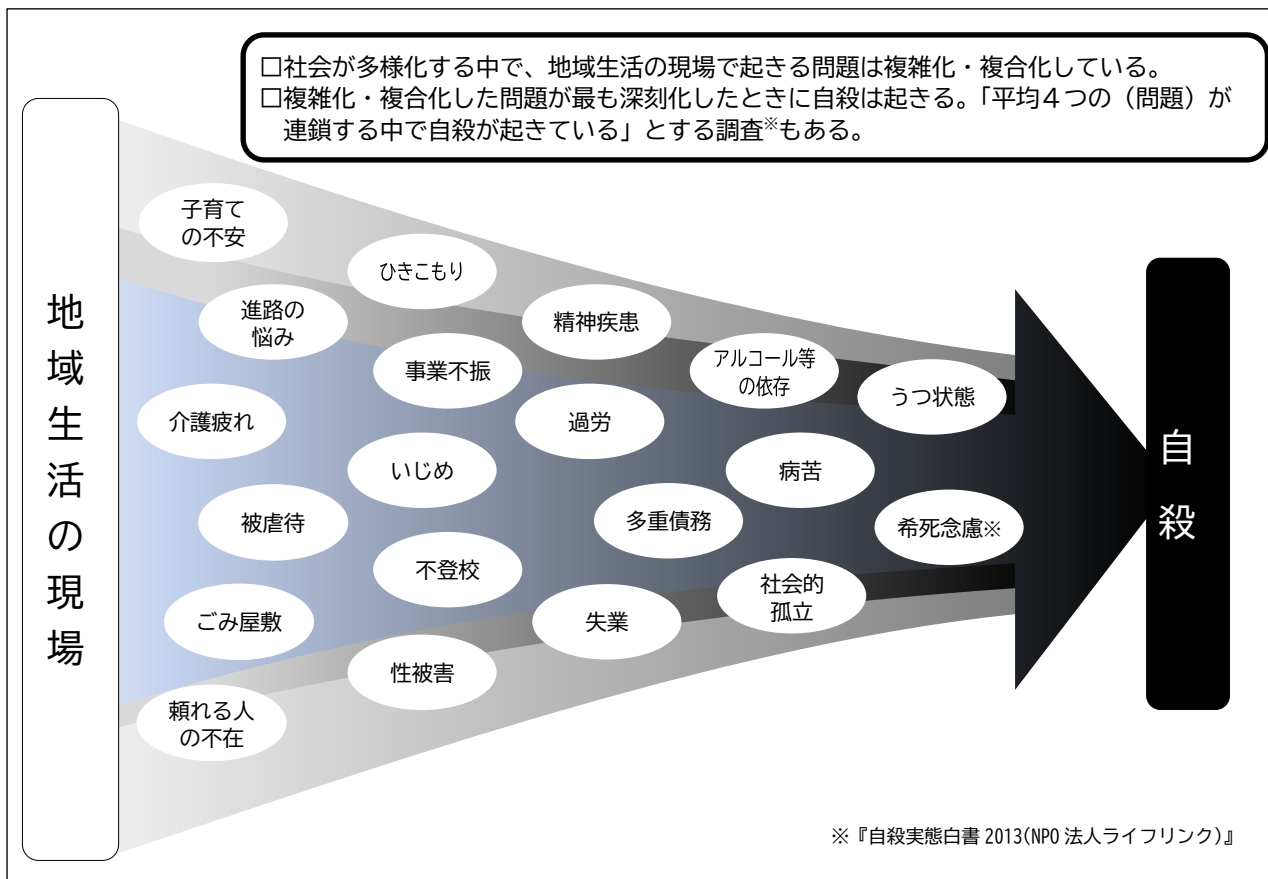 □社会が多様化する中で、地域生活の現場で起きる問題は複雑化・複合化している。
□複雑化・複合化した問題が最も深刻化したときに自殺は起きる。「平均４つの（問題）が
連鎖する中で自殺が起きている」とする調査※もある。
地域生活の現場
子育て
の不安
ひきこもり
進路の
悩み
精神疾患
事業不振
アルコール等
の依存
うつ状態
介護疲れ
過労
いじめ
病苦
被虐待
多重債務
希死念慮※
不登校
社会的
孤立
ごみ屋敷
失業
性被害
頼れる人
の不在
自殺
※『自殺実態白書 2013(NPO 法人ライフリンク)』